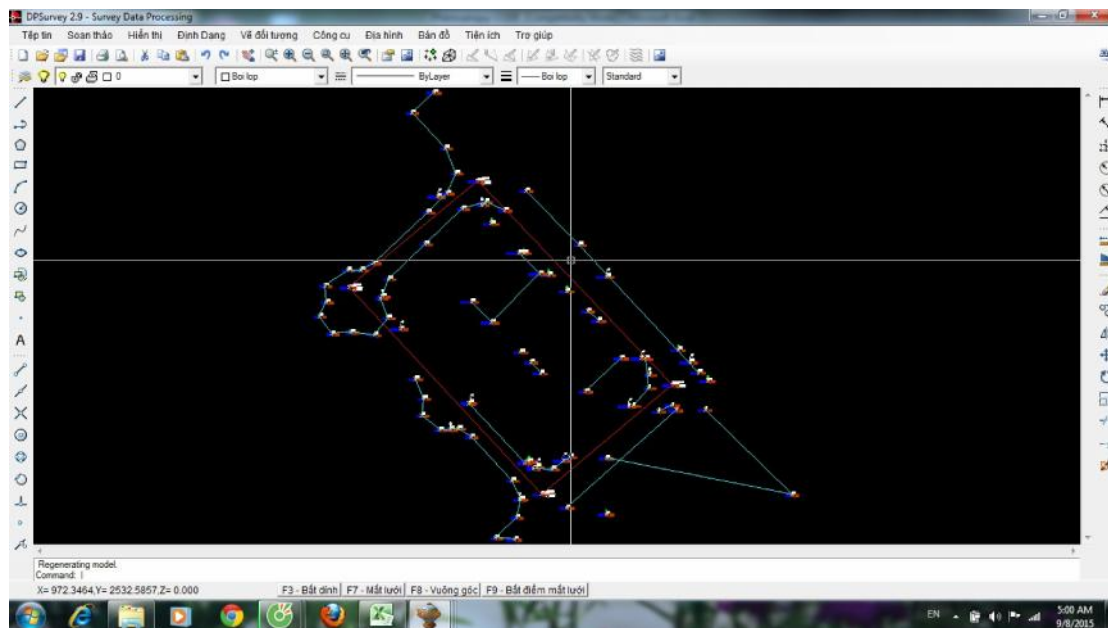 DPSurvey 2.9 - Survey Data Processing
Tệp tin Soạn thảo Hiển thị Định Dạng Vẽ đối tượng Công cụ Địa hình Bản đồ Tiện ích Trợ giúp
0 Boi lop ByLayer Boi lop Standard
A
Regenerating model.
Command:
X= 972.3464,Y= 2532.5857,Z= 0.000 F3 - Bắt dính F7 - Mắt lưới F8 - Vuông góc F9 - Bắt điểm mắt lưới
EN 5:00 AM
9/8/2015